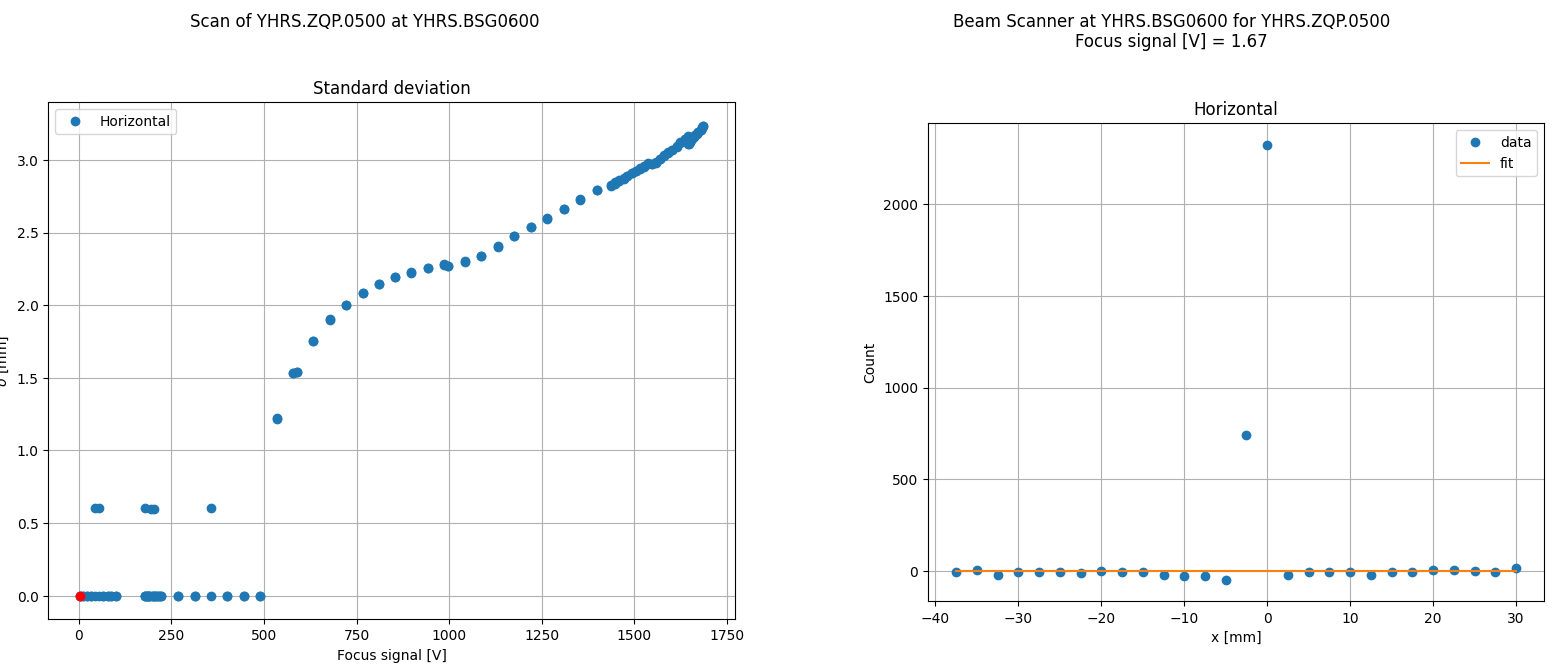 Scan of YHRS.ZQP.0500 at YHRS.BSG0600
Standard deviation
Horizontal
3.0
2.5
2.0
1.5
1.0
0.5
0.0
σ [mm]
0 250 500 750 1000 1250 1500 1750
Focus signal [V]
Beam Scanner at YHRS.BSG0600 for YHRS.ZQP.0500
Focus signal [V] = 1.67
Horizontal
data
fit
2000
1500
1000
500
0
Count
−40 −30 −20 −10 0 10 20 30
x [mm]